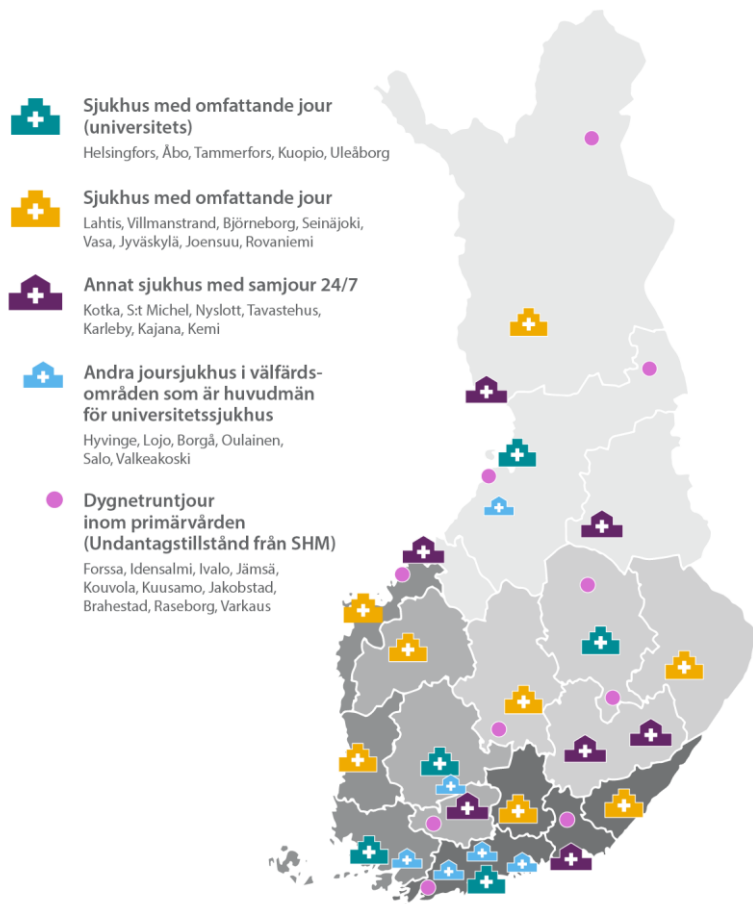 Sjukhus med omfattande jour
(universitets)
Helsingfors, Åbo, Tammerfors, Kuopio, Uleåborg
Sjukhus med omfattande jour
Lahtis, Villmanstrand, Björneborg, Seinäjoki,
Vasa, Jyväskylä, Joensuu, Rovaniemi
Annat sjukhus med samjour 24/7
Kotka, S:t Michel, Nyslott, Tavastehus,
Karleby, Kajana, Kemi
Andra joursjukhus i välfärds-
områden som är huvudmän
för universitetssjukhus
Hyvinge, Lojo, Borgå, Oulainen,
Salo, Valkeakoski
Dygnetruntjour
inom primärvården
(Undantagstillstånd från SHM)
Forssa, Idensalmi, Ivalo, Jämsä,
Kouvola, Kuusamo, Jakobstad,
Brahestad, Raseborg, Varkaus